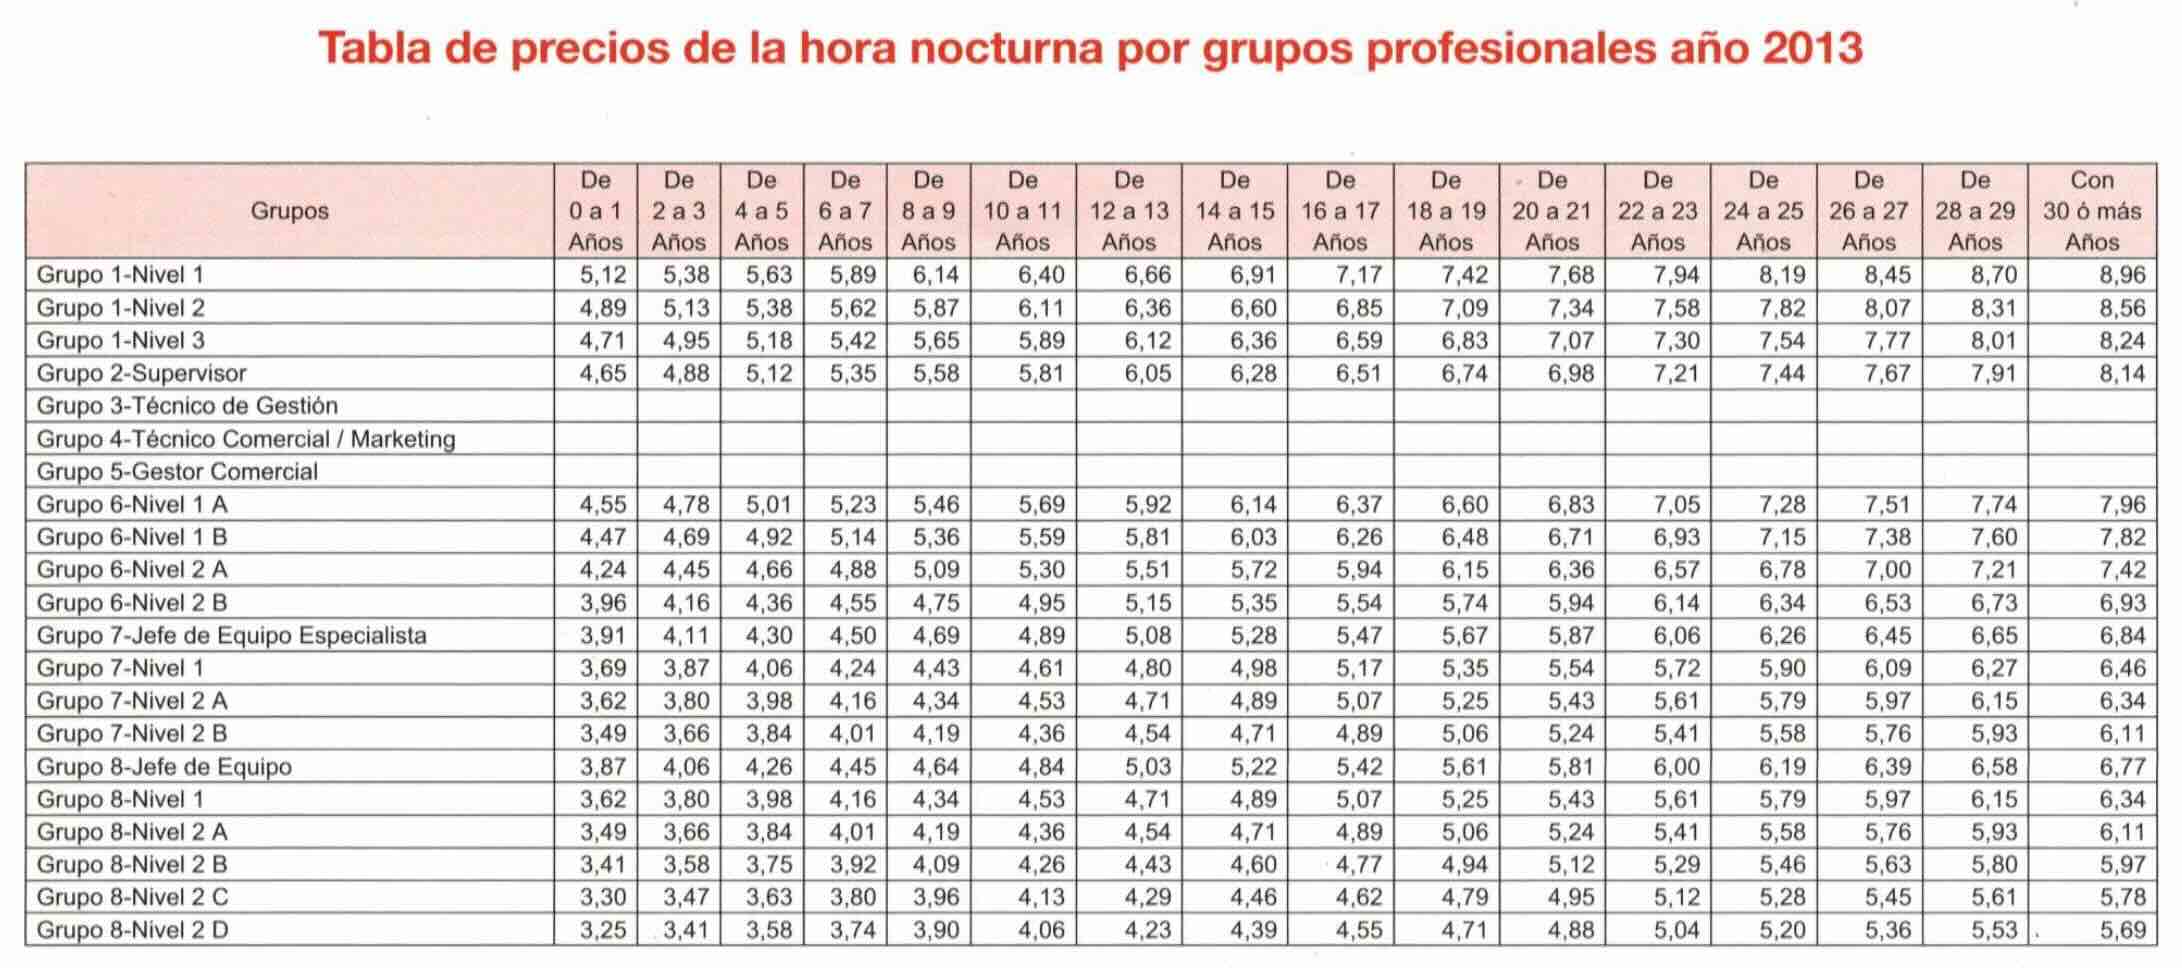 Tabla de precios de la hora nocturna por grupos profesionales año 2013
Grupos De 0 a 1 Años De 2 a 3 Años De 4 a 5 Años De 6 a 7 Años De 8 a 9 Años De 10 a 11 Años De 12 a 13 Años De 14 a 15 Años De 16 a 17 Años De 18 a 19 Años De 20 a 21 Años De 22 a 23 Años De 24 a 25 Años De 26 a 27 Años De 28 a 29 Años Con 30 ó más Años
Grupo 1-Nivel 1 5,12 5,38 5,63 5,89 6,14 6,40 6,66 6,91 7,17 7,42 7,68 7,94 8,19 8,45 8,70 8,96
Grupo 1-Nivel 2 4,89 5,13 5,38 5,62 5,87 6,11 6,36 6,60 6,85 7,09 7,34 7,58 7,82 8,07 8,31 8,56
Grupo 1-Nivel 3 4,71 4,95 5,18 5,42 5,65 5,89 6,12 6,36 6,59 6,83 7,07 7,30 7,54 7,77 8,01 8,24
Grupo 2-Supervisor 4,65 4,88 5,12 5,35 5,58 5,81 6,05 6,28 6,51 6,74 6,98 7,21 7,44 7,67 7,91 8,14
Grupo 3-Técnico de Gestión
Grupo 4-Técnico Comercial / Marketing
Grupo 5-Gestor Comercial
Grupo 6-Nivel 1 A 4,55 4,78 5,01 5,23 5,46 5,69 5,92 6,14 6,37 6,60 6,83 7,05 7,28 7,51 7,74 7,96
Grupo 6-Nivel 1 B 4,47 4,69 4,92 5,14 5,36 5,59 5,81 6,03 6,26 6,48 6,71 6,93 7,15 7,38 7,60 7,82
Grupo 6-Nivel 2 A 4,24 4,45 4,66 4,88 5,09 5,30 5,51 5,72 5,94 6,15 6,36 6,57 6,78 7,00 7,21 7,42
Grupo 6-Nivel 2 B 3,96 4,16 4,36 4,55 4,75 4,95 5,15 5,35 5,54 5,74 5,94 6,14 6,34 6,53 6,73 6,93
Grupo 7-Jefe de Equipo Especialista 3,91 4,11 4,30 4,50 4,69 4,89 5,08 5,28 5,47 5,67 5,87 6,06 6,26 6,45 6,65 6,84
Grupo 7-Nivel 1 3,69 3,87 4,06 4,24 4,43 4,61 4,80 4,98 5,17 5,35 5,54 5,72 5,90 6,09 6,27 6,46
Grupo 7-Nivel 2 A 3,62 3,80 3,98 4,16 4,34 4,53 4,71 4,89 5,07 5,25 5,43 5,61 5,79 5,97 6,15 6,34
Grupo 7-Nivel 2 B 3,49 3,66 3,84 4,01 4,19 4,36 4,54 4,71 4,89 5,06 5,24 5,41 5,58 5,76 5,93 6,11
Grupo 8-Jefe de Equipo 3,87 4,06 4,26 4,45 4,64 4,84 5,03 5,22 5,42 5,61 5,81 6,00 6,19 6,39 6,58 6,77
Grupo 8-Nivel 1 3,62 3,80 3,98 4,16 4,34 4,53 4,71 4,89 5,07 5,25 5,43 5,61 5,79 5,97 6,15 6,34
Grupo 8-Nivel 2 A 3,49 3,66 3,84 4,01 4,19 4,36 4,54 4,71 4,89 5,06 5,24 5,41 5,58 5,76 5,93 6,11
Grupo 8-Nivel 2 B 3,41 3,58 3,75 3,92 4,09 4,26 4,43 4,60 4,77 4,94 5,12 5,29 5,46 5,63 5,80 5,97
Grupo 8-Nivel 2 C 3,30 3,47 3,63 3,80 3,96 4,13 4,29 4,46 4,62 4,79 4,95 5,12 5,28 5,45 5,61 5,78
Grupo 8-Nivel 2 D 3,25 3,41 3,58 3,74 3,90 4,06 4,23 4,39 4,55 4,71 4,88 5,04 5,20 5,36 5,53 5,69